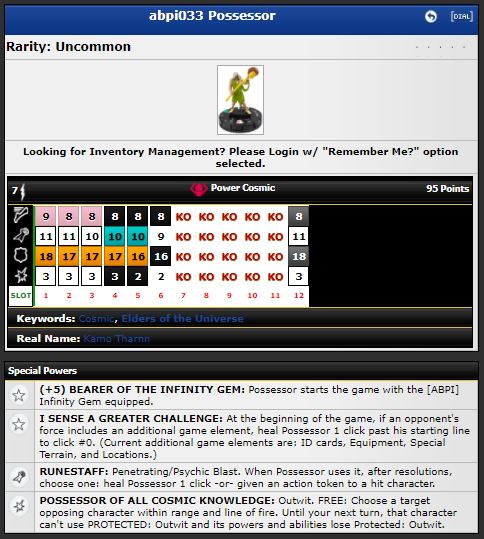 abpi033 Possessor
[DIAL]
Rarity: Uncommon
Looking for Inventory Management? Please Login w/ "Remember Me?" option
selected.
7 Power Cosmic 95 Points
9 8 8 8 8 8 KO KO KO KO KO 8
11 11 10 10 10 9 KO KO KO KO KO 11
18 17 17 17 16 16 KO KO KO KO KO 18
3 3 3 3 2 2 KO KO KO KO KO 3
SLOT 1 2 3 4 5 6 7 8 9 10 11 12
Keywords: Cosmic, Elders of the Universe
Real Name: Kamo Tharnn
Special Powers
(+5) BEARER OF THE INFINITY GEM: Possessor starts the game with the [ABPI]
Infinity Gem equipped.
I SENSE A GREATER CHALLENGE: At the beginning of the game, if an opponent's
force includes an additional game element, heal Possessor 1 click past his starting
line to click #0. (Current additional game elements are: ID cards, Equipment, Special
Terrain, and Locations.)
RUNESTAFF: Penetrating/Psychic Blast. When Possessor uses it, after resolutions,
choose one: heal Possessor 1 click -or- given an action token to a hit character.
POSSESSOR OF ALL COSMIC KNOWLEDGE: Outwit. FREE: Choose a target
opposing character within range and line of fire. Until your next turn, that character
can't use PROTECTED: Outwit and its powers and abilities lose Protected: Outwit.